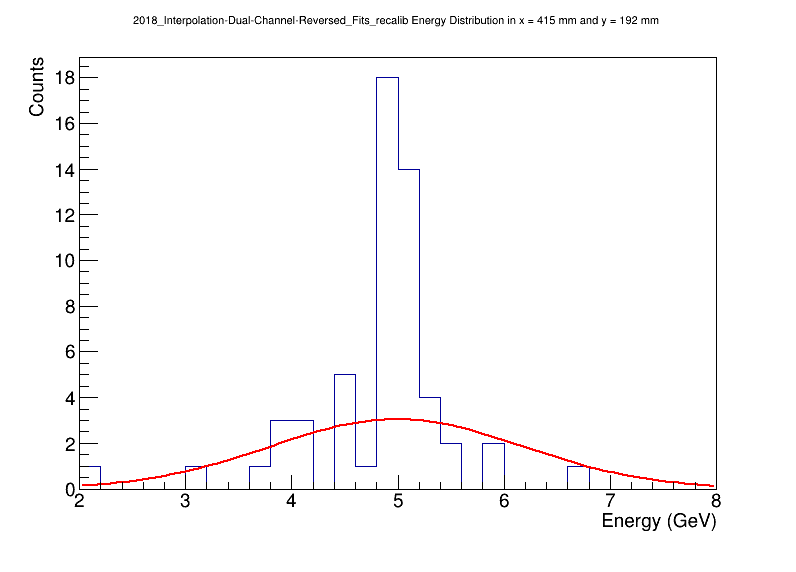 2018_Interpolation-Dual-Channel-Reversed_Fits_recalib Energy Distribution in x = 415 mm and y = 192 mm
Counts
18
16
14
12
10
8
6
4
2
0
2 3 4 5 6 7 8
Energy (GeV)